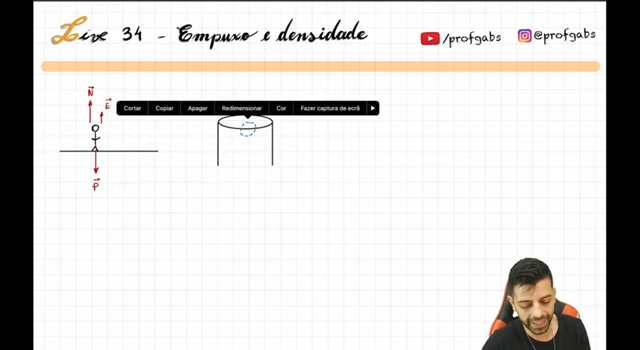 Live 34 - Empuxo e densidade
/profgabs
@profgabs
N
E
Cortar Copiar Apagar Redimensionar Cor Fazer captura de ecrã
P